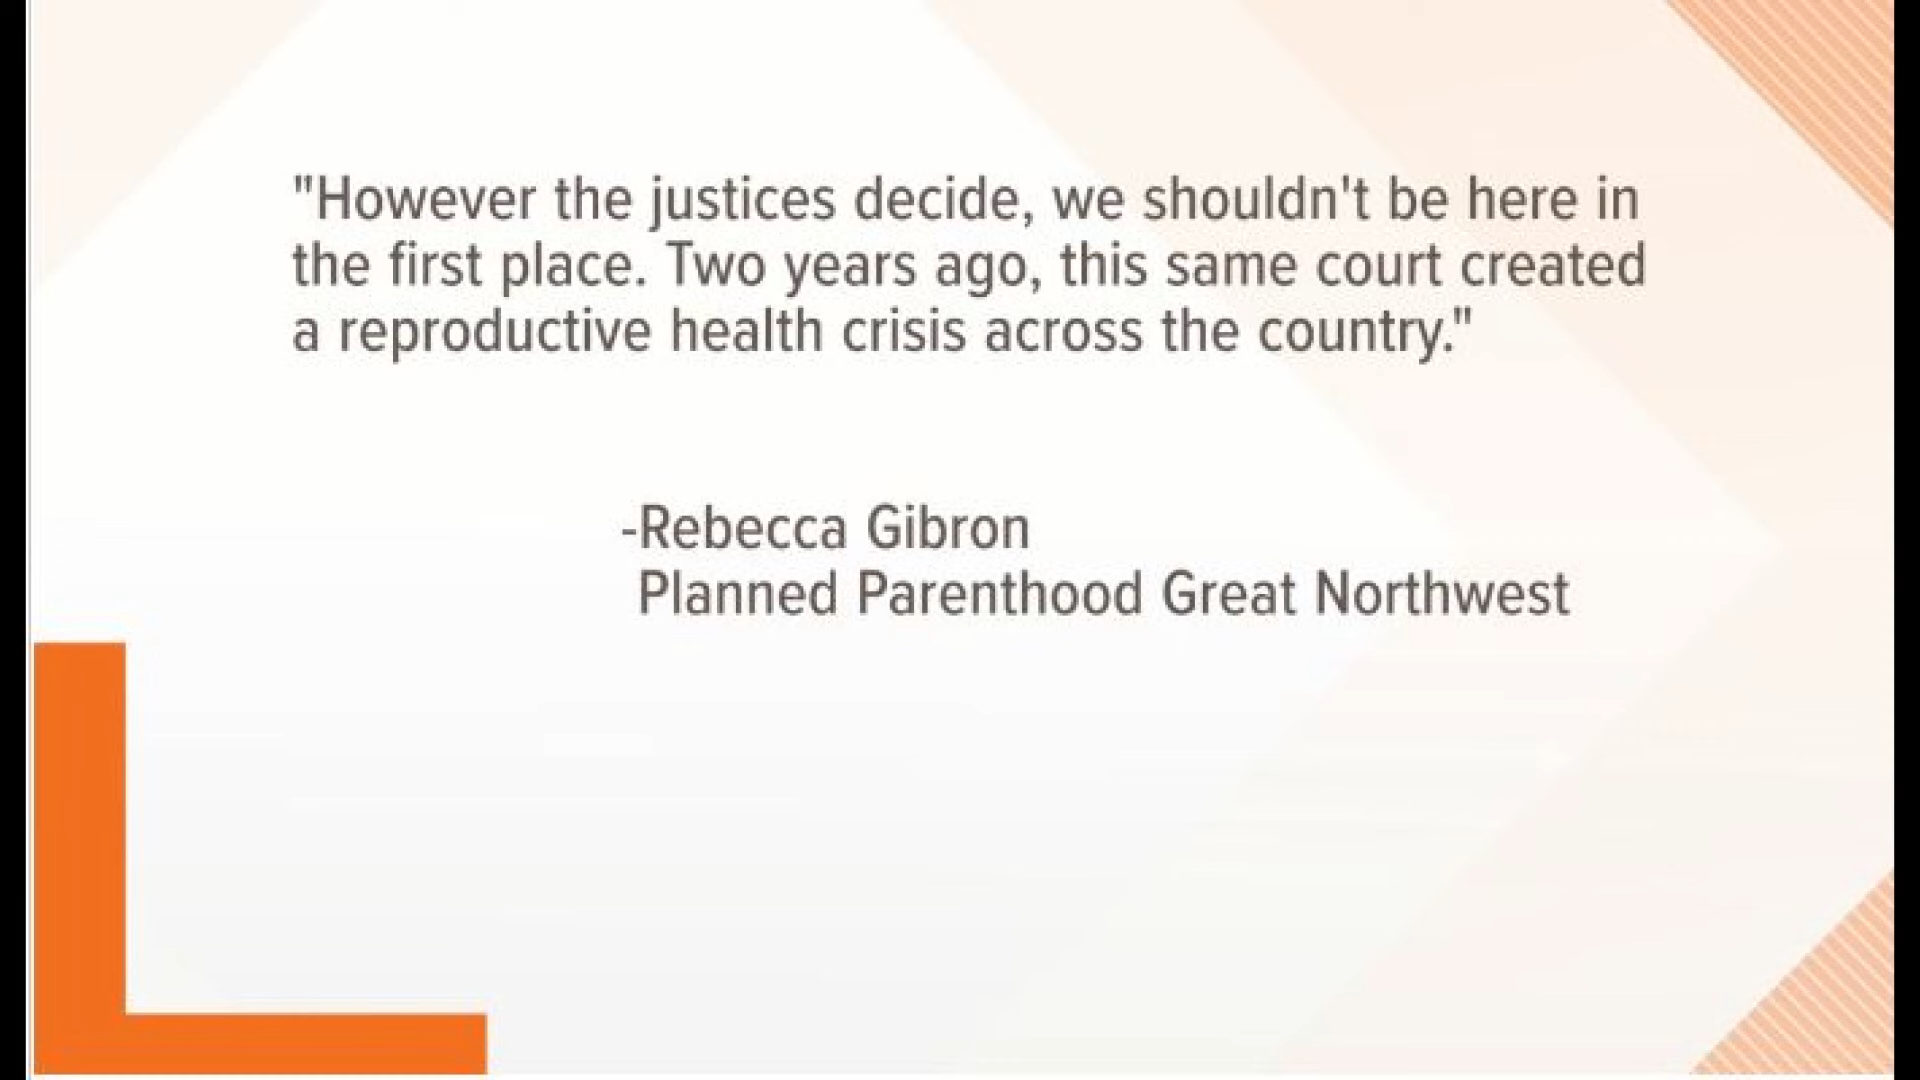 "However the justices decide, we shouldn't be here in
the first place. Two years ago, this same court created
a reproductive health crisis across the country."
-Rebecca Gibron
Planned Parenthood Great Northwest